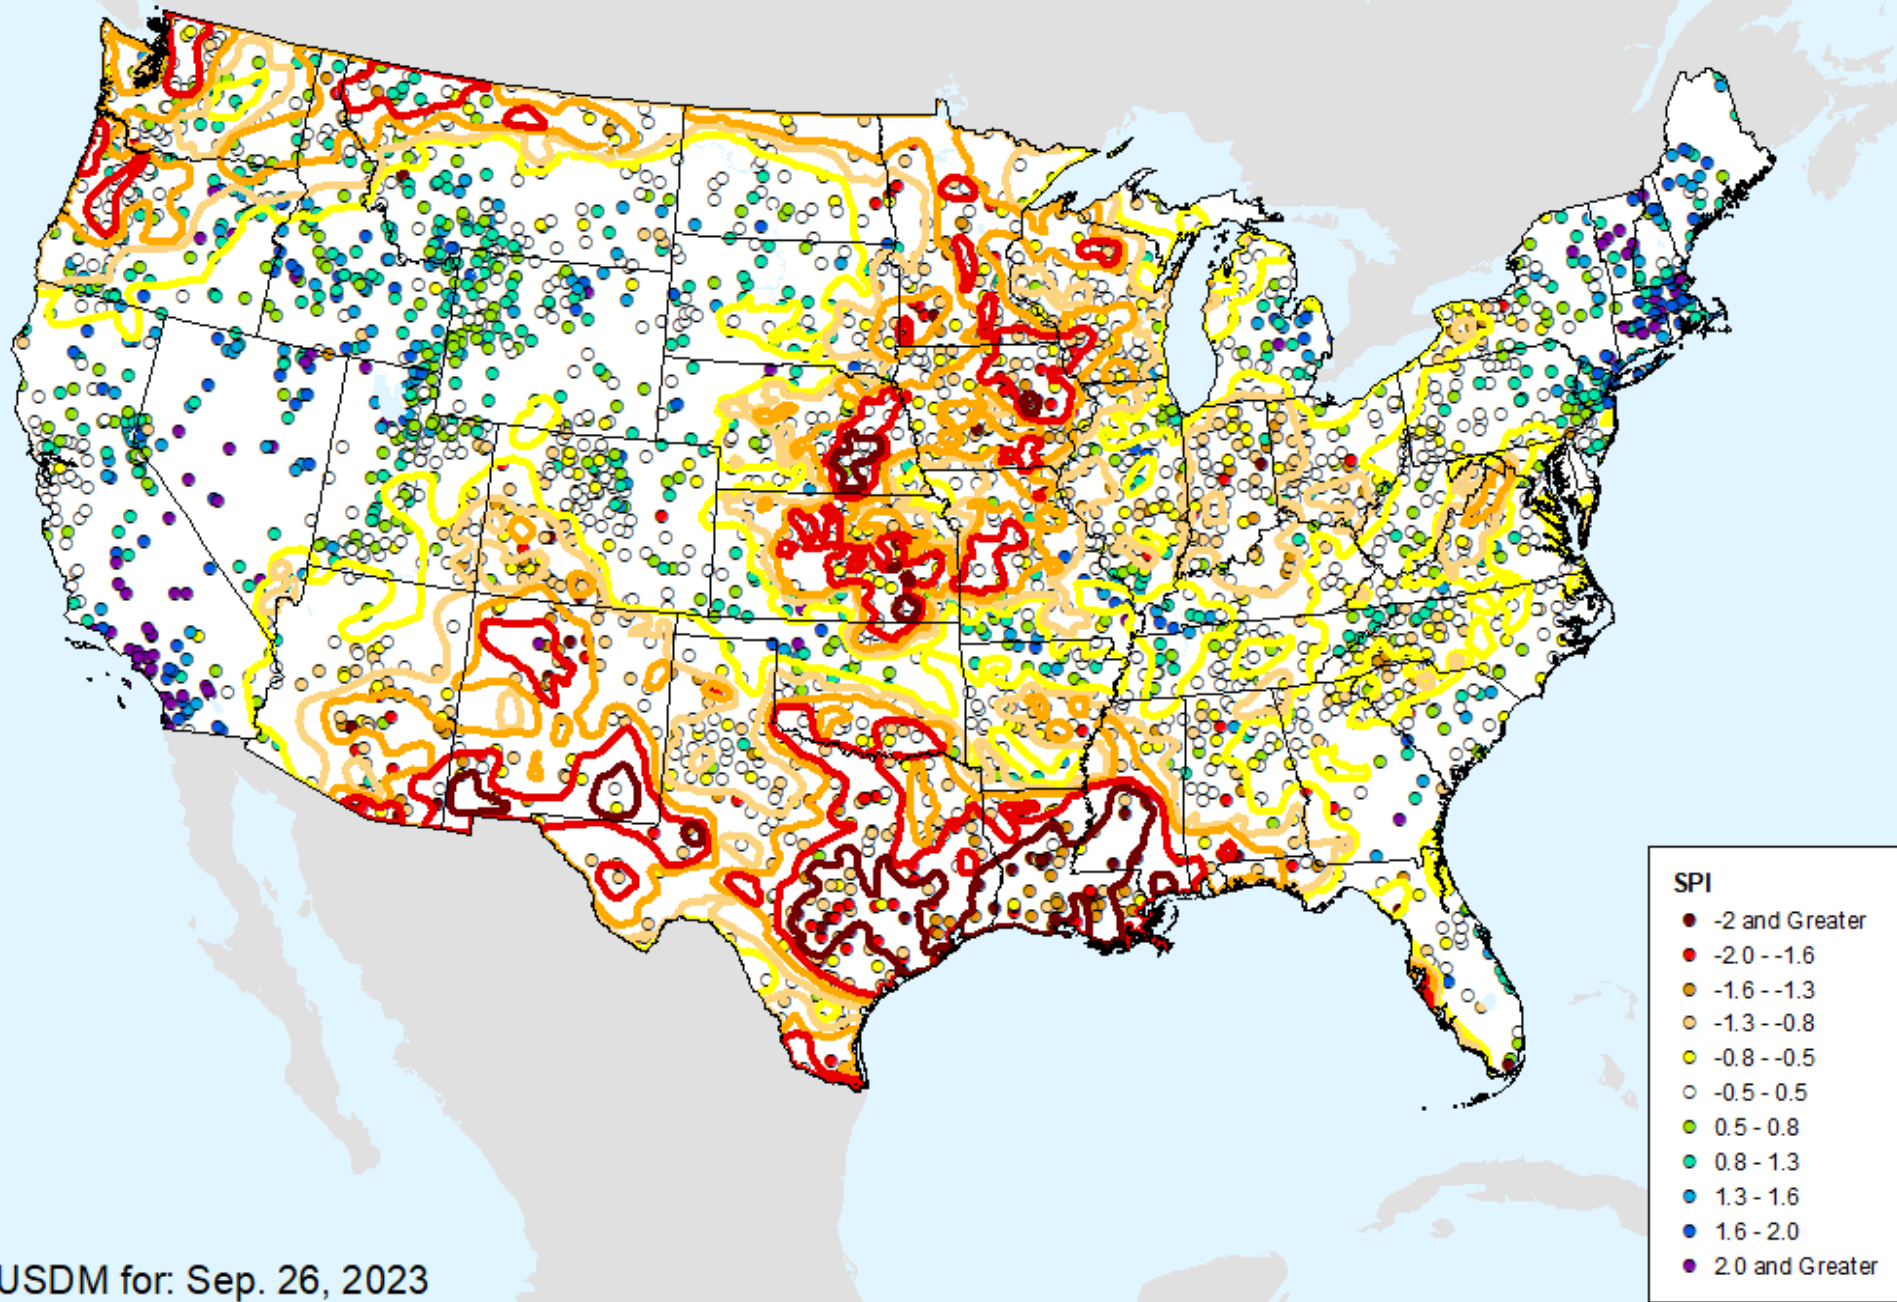 SPI
-2 and Greater
-2.0 - -1.6
-1.6 - -1.3
-1.3 - -0.8
-0.8 - -0.5
-0.5 - 0.5
0.5 - 0.8
0.8 - 1.3
1.3 - 1.6
1.6 - 2.0
2.0 and Greater
USDM for: Sep. 26, 2023